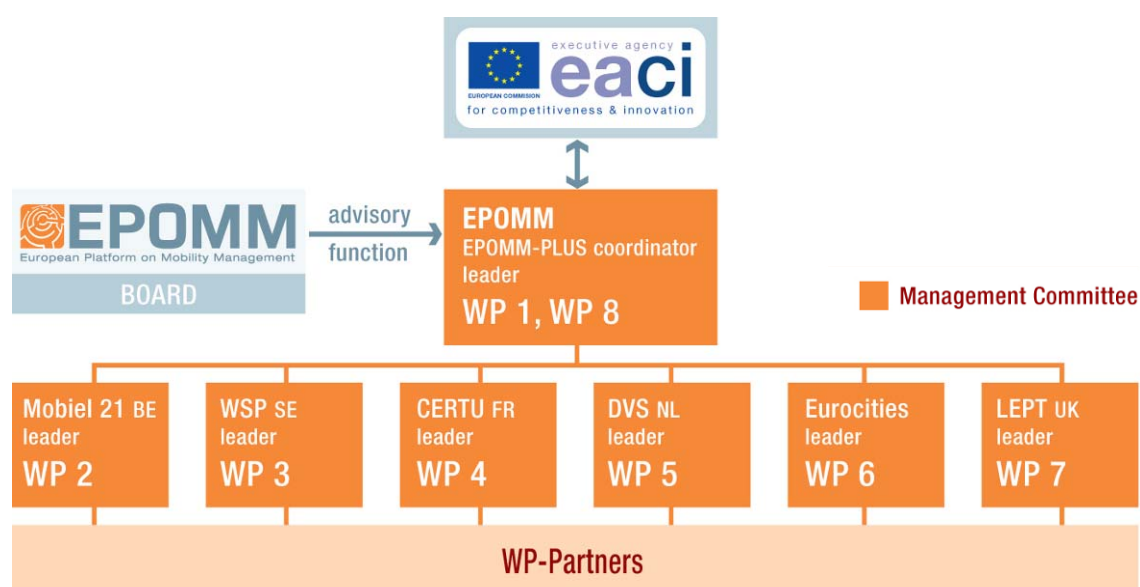 executive agency
eaci
EUROPEAN COMMISION
for competitiveness & innovation
EPOMM
European Platform on Mobility Management
BOARD
advisory
function
EPOMM
EPOMM-PLUS coordinator
leader
WP 1, WP 8
Management Committee
Mobiel 21 BE
leader
WP 2
WSP SE
leader
WP 3
CERTU FR
leader
WP 4
DVS NL
leader
WP 5
Eurocities
leader
WP 6
LEPT UK
leader
WP 7
WP-Partners